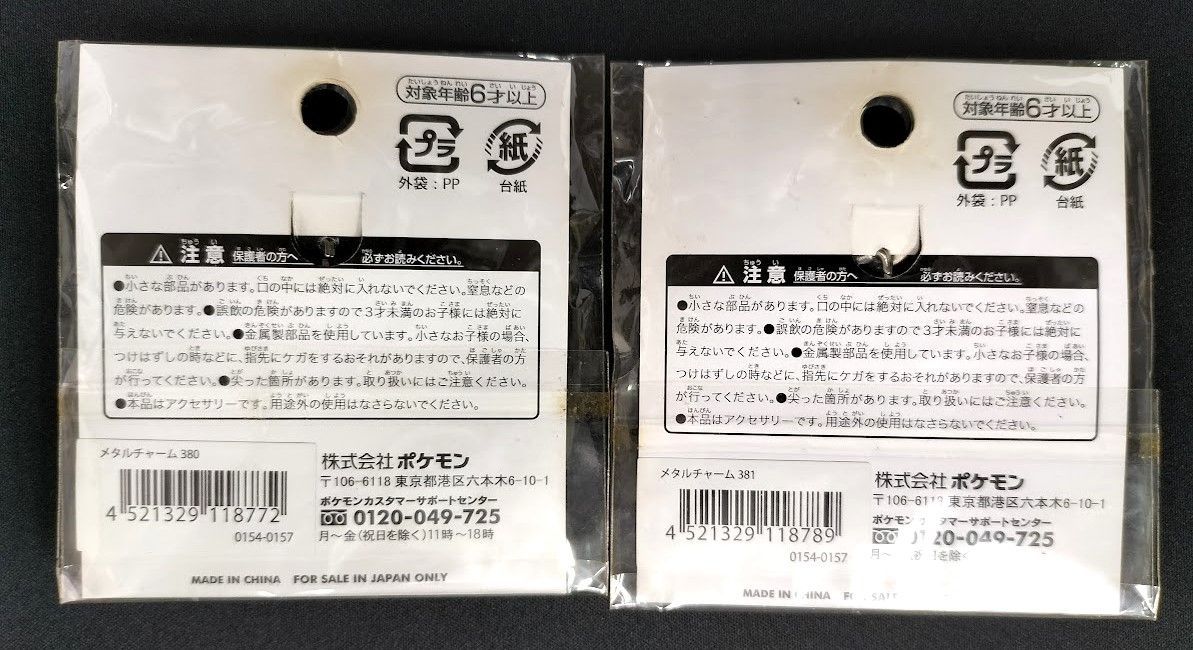 対象年齢6才以上
プラ
紙
外袋：PP
台紙
注意 保護者の方へ 必ずお読みください。
●小さな部品があります。口の中には絶対に入れないでください。窒息などの
危険があります。●誤飲の危険がありますので3才未満のお子様には絶対に
与えないでください。●金属製部品を使用しています。小さなお子様の場合、
つけはずしの時などに、指先にケガをするおそれがありますので、保護者の方
が行ってください。●尖った箇所があります。取り扱いにはご注意ください。
●本品はアクセサリーです。用途外の使用はなさらないでください。
メタルチャーム 380
4 521329 118772
0154-0157
株式会社 ポケモン
〒106-6118 東京都港区六本木6-10-1
ポケモンカスタマーサポートセンター
0120-049-725
月～金（祝日を除く）11時～18時
MADE IN CHINA FOR SALE IN JAPAN ONLY
対象年齢6才以上
プラ
紙
外袋：PP
台紙
注意 保護者の方へ 必ずお読みください。
●小さな部品があります。口の中には絶対に入れないでください。窒息などの
危険があります。●誤飲の危険がありますので3才未満のお子様には絶対に
与えないでください。●金属製部品を使用しています。小さなお子様の場合、
つけはずしの時などに、指先にケガをするおそれがありますので、保護者の方
が行ってください。●尖った箇所があります。取り扱いにはご注意ください。
●本品はアクセサリーです。用途外の使用はなさらないでください。
メタルチャーム 381
4 521329 118789
0154-0157
株式会社 ポケモン
〒106-6118 東京都港区六本木6-10-1
ポケモン タマーサポートセンター
0120-049-725
月～ を除く
MADE IN CHINA